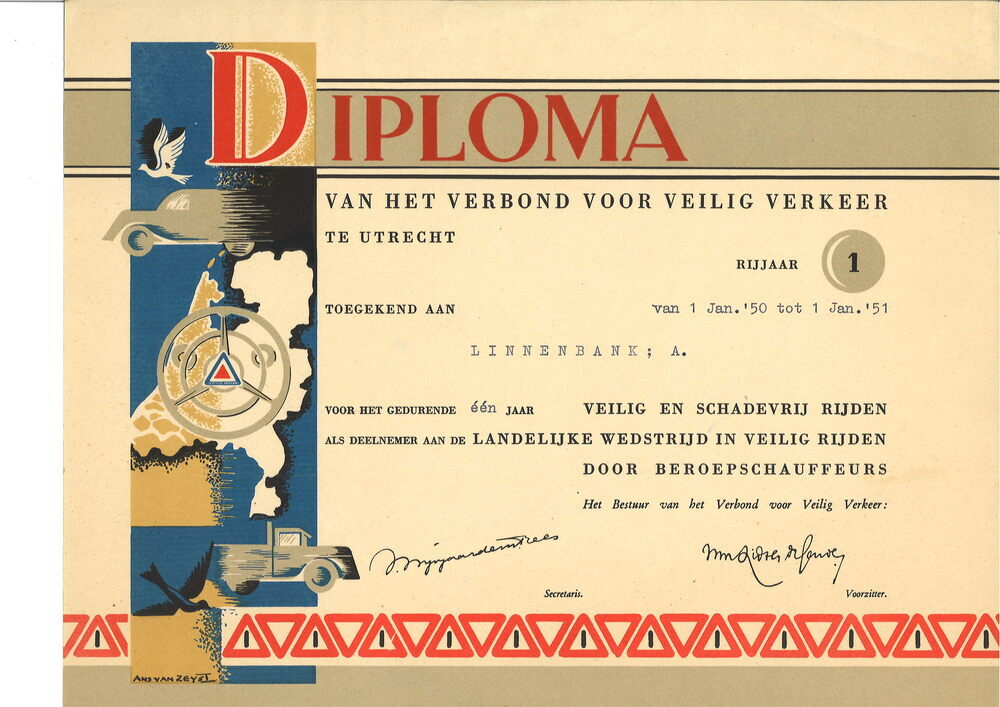 DIPLOMA
VAN HET VERBOND VOOR VEILIG VERKEER
TE UTRECHT
RIJJAAR 1
TOEGEKEND AAN van 1 Jan.'50 tot 1 Jan.'51
LINNENBANK; A.
VOOR HET GEDURENDE één JAAR VEILIG EN SCHADEVRIJ RIJDEN
ALS DEELNEMER AAN DE LANDELIJKE WEDSTRIJD IN VEILIG RIJDEN
DOOR BEROEPSCHAUFFEURS
Het Bestuur van het Verbond voor Veilig Verkeer:
Secretaris. Voorzitter.
ANS VAN ZEYST